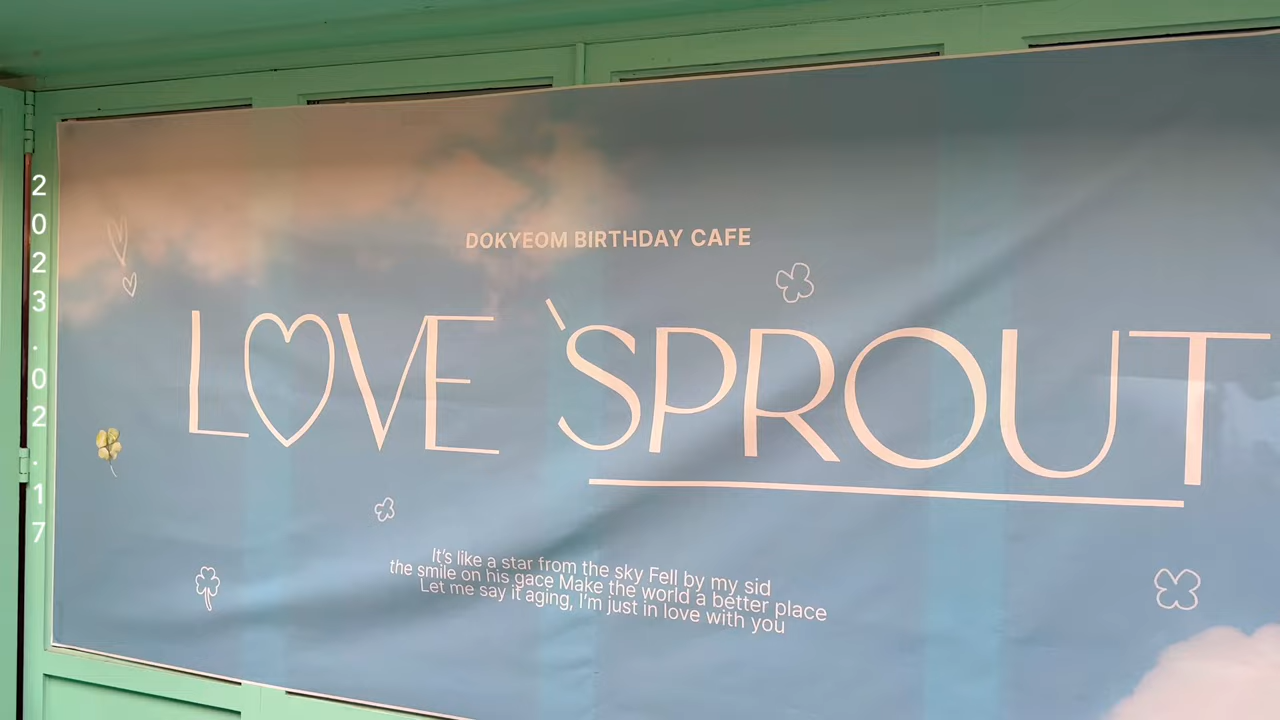 2023.02.17
DOKYEOM BIRTHDAY CAFE
LOVE `SPROUT
It's like a star from the sky Fell by my sid
the smile on his gace Make the world a better place
Let me say it aging, I'm just in love with you